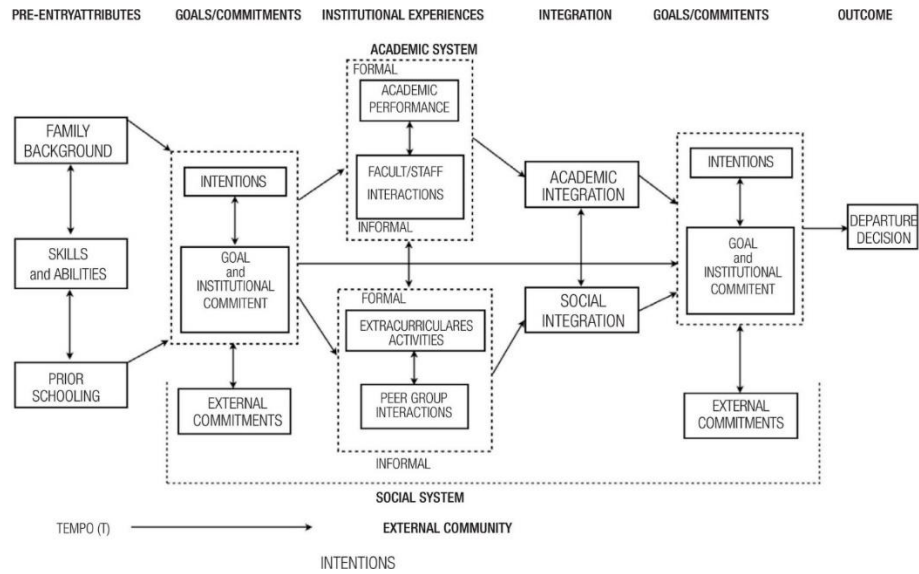 PRE-ENTRYATTRIBUTES
GOALS/COMMITMENTS
INSTITUTIONAL EXPERIENCES
INTEGRATION
GOALS/COMMITENTS
OUTCOME
ACADEMIC SYSTEM
FORMAL
ACADEMIC
PERFORMANCE
FACULT/STAFF
INTERACTIONS
INFORMAL
FAMILY
BACKGROUND
SKILLS
and ABILITIES
PRIOR
SCHOOLING
INTENTIONS
GOAL
and
INSTITUTIONAL
COMMITENT
EXTERNAL
COMMITMENTS
FORMAL
EXTRACURRICULARES
ACTIVITIES
PEER GROUP
INTERACTIONS
INFORMAL
ACADEMIC
INTEGRATION
SOCIAL
INTEGRATION
INTENTIONS
GOAL
and
INSTITUTIONAL
COMMITENT
EXTERNAL
COMMITMENTS
DEPARTURE
DECISION
SOCIAL SYSTEM
TEMPO (T)
EXTERNAL COMMUNITY
INTENTIONS